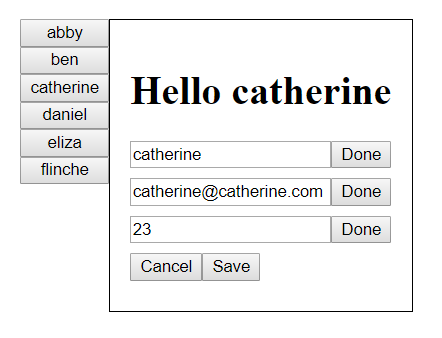 abby
ben
catherine
daniel
eliza
flinche
Hello catherine
catherine Done
catherine@catherine.com Done
23 Done
Cancel Save